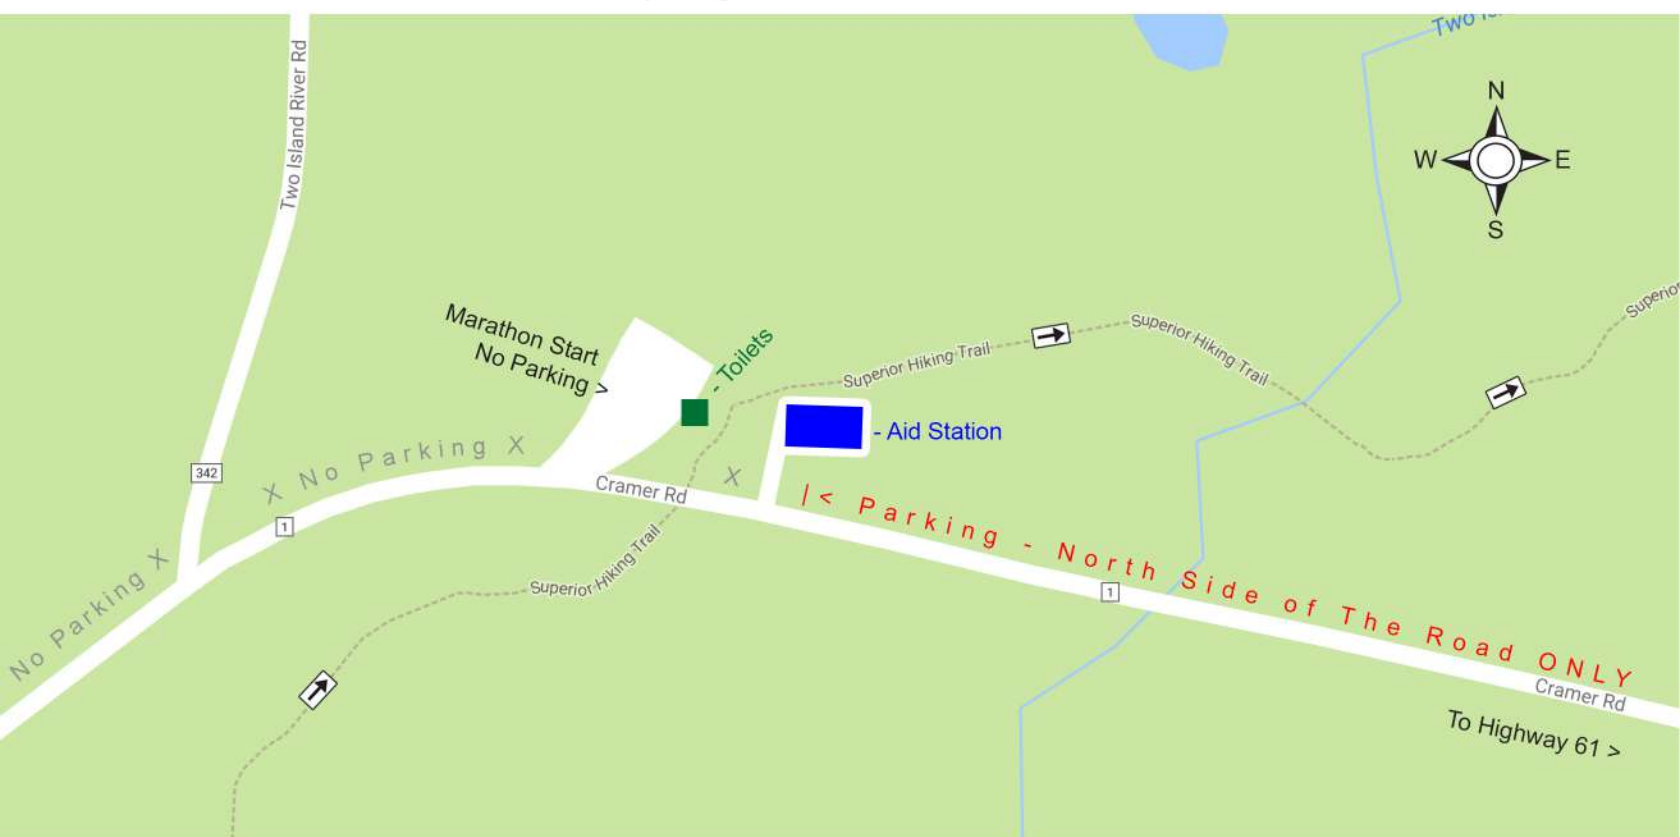 Two Is
N
W E
S
Two Island River Rd
Superior
Marathon Start
No Parking >
- Toilets
Superior Hiking Trail
Superior Hiking Trail
- Aid Station
X No Parking X
342
Cramer Rd
X
|< Parking - North Side of The Road ONLY
1
No Parking X
Superior Hiking Trail
1
Cramer Rd
To Highway 61 >